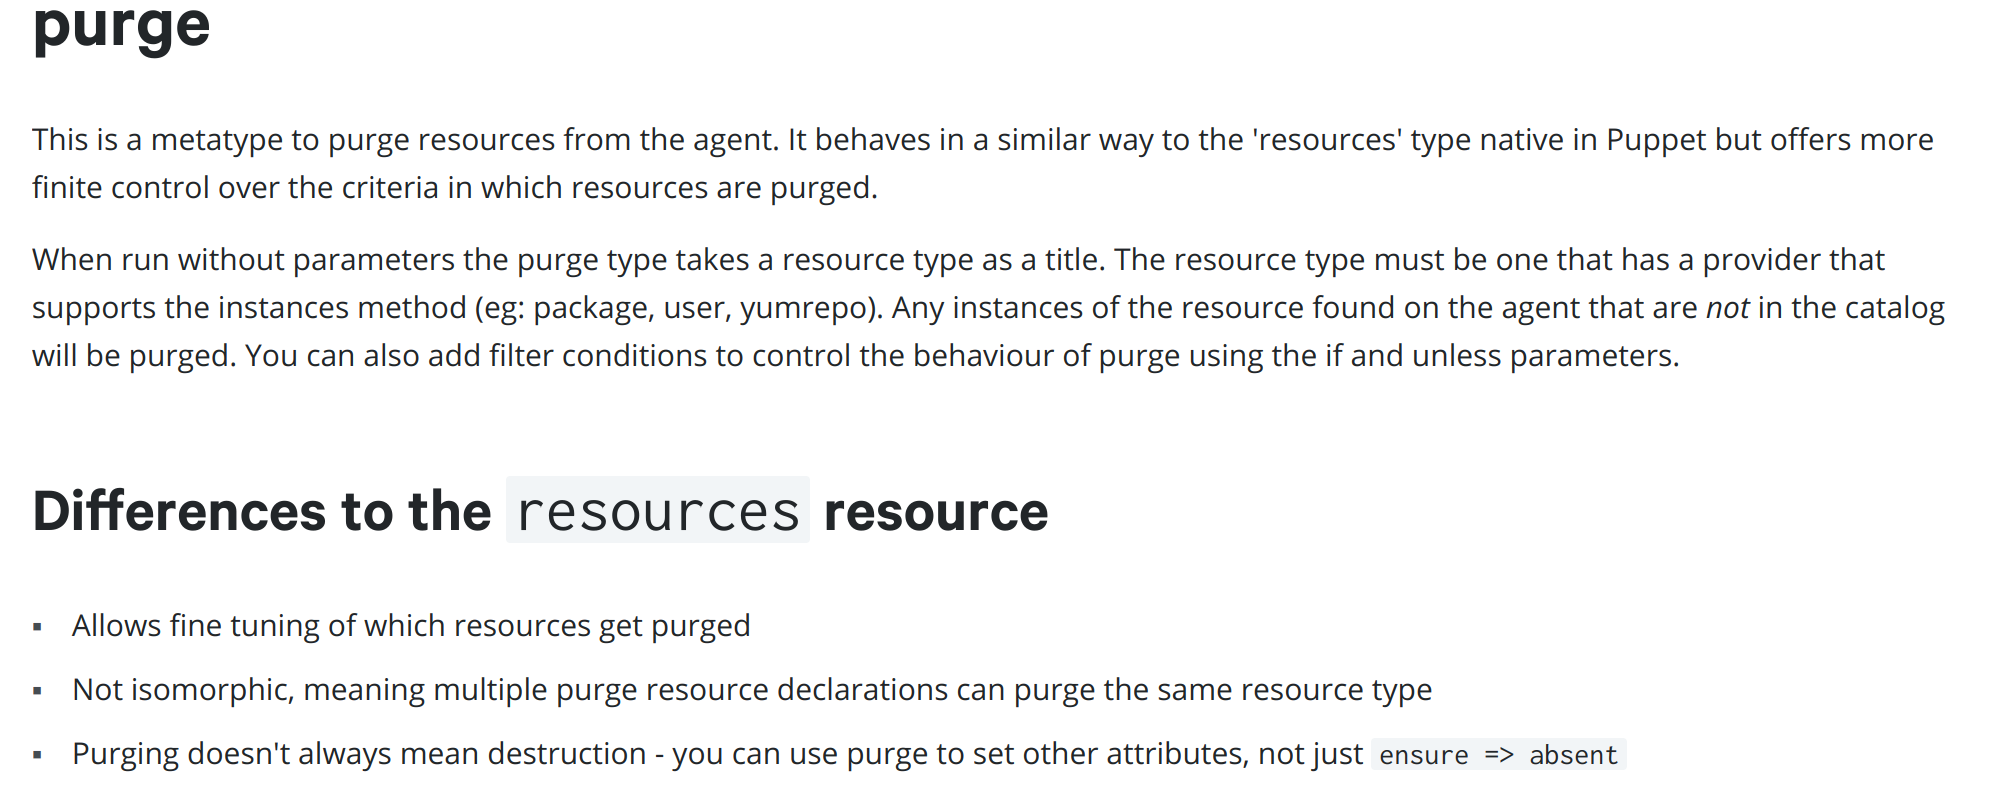 purge
This is a metatype to purge resources from the agent. It behaves in a similar way to the 'resources' type native in Puppet but offers more
finite control over the criteria in which resources are purged.
When run without parameters the purge type takes a resource type as a title. The resource type must be one that has a provider that
supports the instances method (eg: package, user, yumrepo). Any instances of the resource found on the agent that are not in the catalog
will be purged. You can also add filter conditions to control the behaviour of purge using the if and unless parameters.
Differences to the resources resource
▪ Allows fine tuning of which resources get purged
▪ Not isomorphic, meaning multiple purge resource declarations can purge the same resource type
▪ Purging doesn't always mean destruction - you can use purge to set other attributes, not just ensure => absent